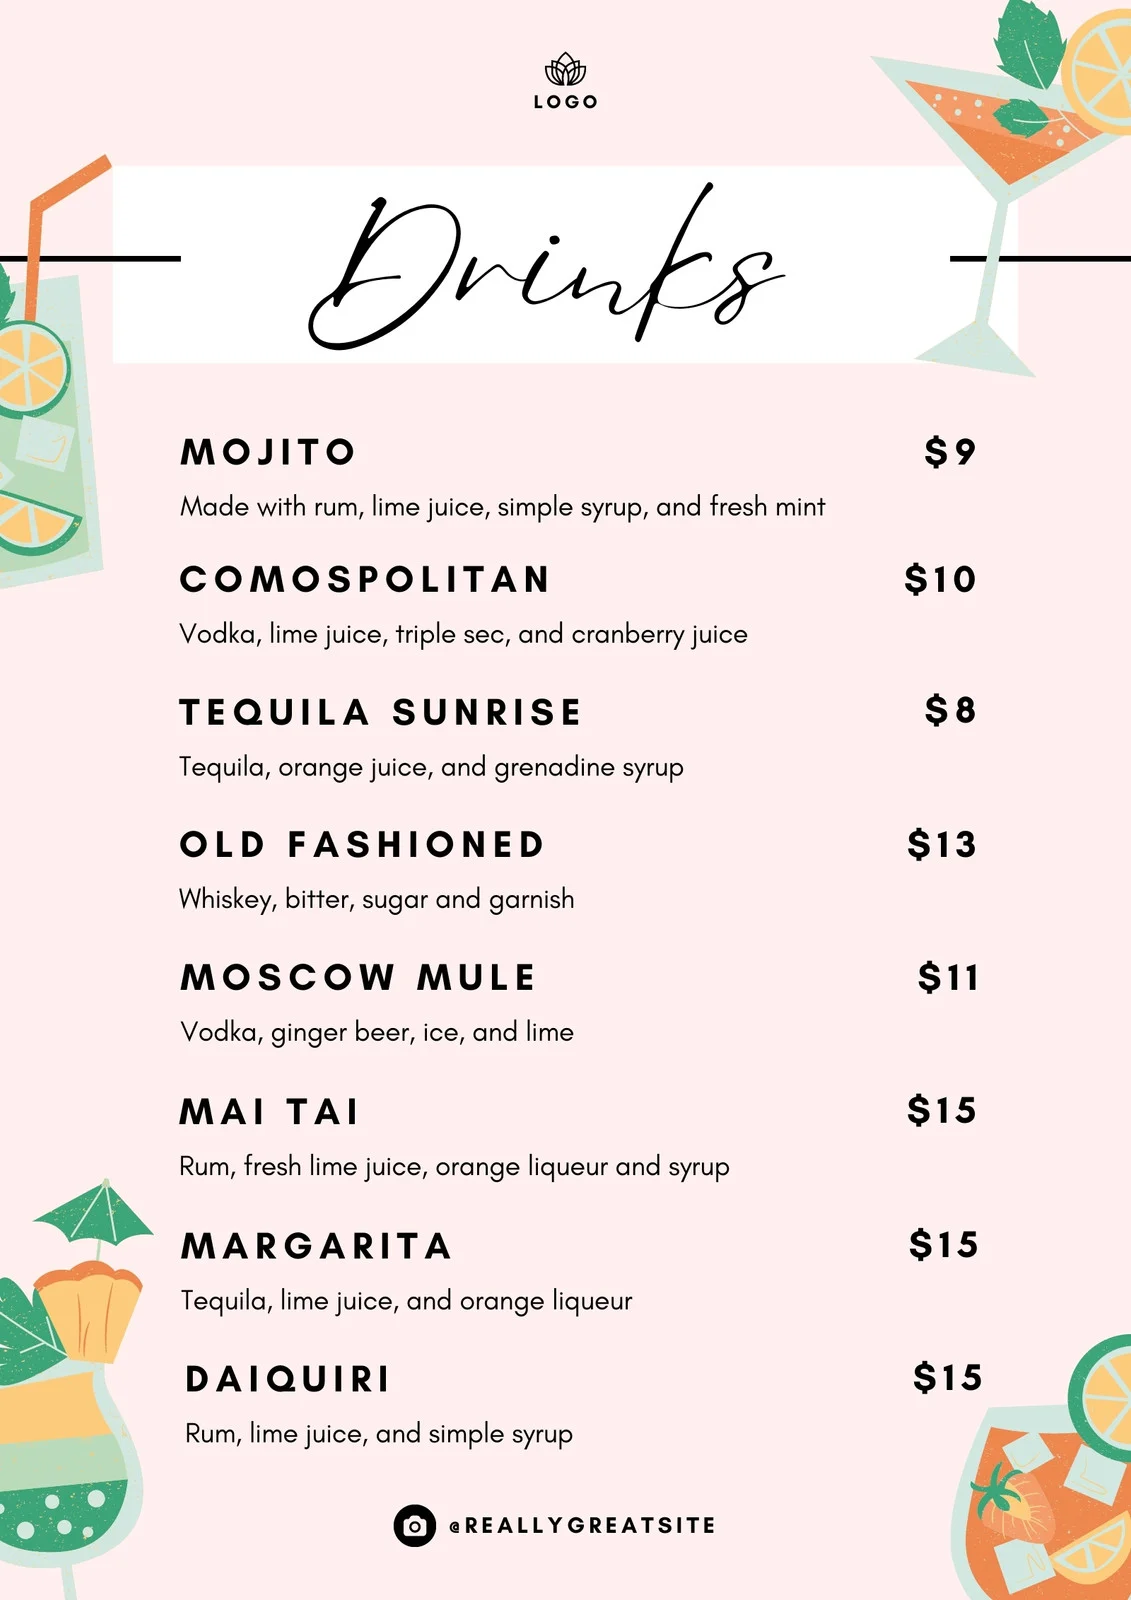 LOGO
Drinks
MOJITO $9
Made with rum, lime juice, simple syrup, and fresh mint
COMOSPOLITAN $10
Vodka, lime juice, triple sec, and cranberry juice
TEQUILA SUNRISE $8
Tequila, orange juice, and grenadine syrup
OLD FASHIONED $13
Whiskey, bitter, sugar and garnish
MOSCOW MULE $11
Vodka, ginger beer, ice, and lime
MAI TAI $15
Rum, fresh lime juice, orange liqueur and syrup
MARGARITA $15
Tequila, lime juice, and orange liqueur
DAIQUIRI $15
Rum, lime juice, and simple syrup
@REALLYGREATSITE